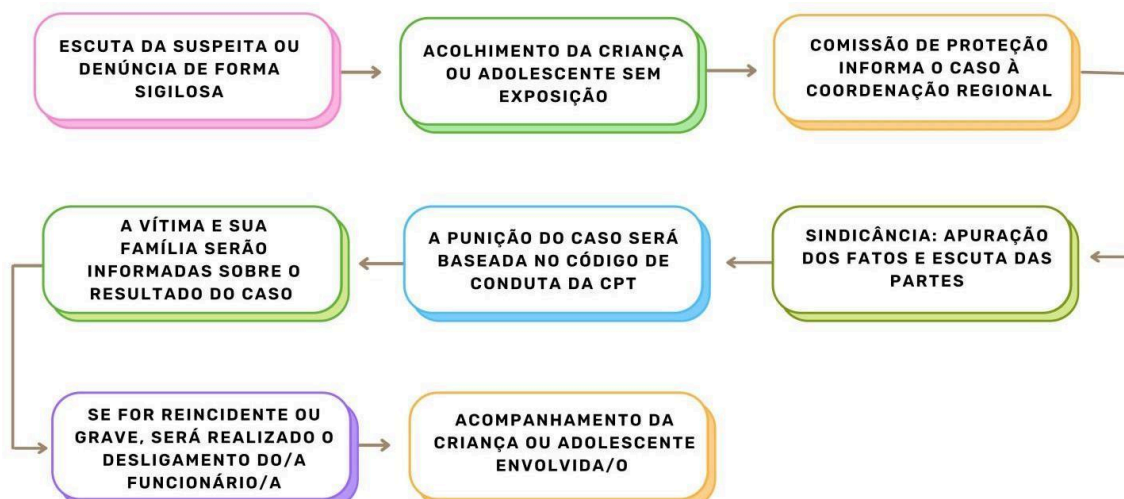 ESCUTA DA SUSPEITA OU
DENÚNCIA DE FORMA
SIGILOSA
ACOLHIMENTO DA CRIANÇA
OU ADOLESCENTE SEM
EXPOSIÇÃO
COMISSÃO DE PROTEÇÃO
INFORMA O CASO À
COORDENAÇÃO REGIONAL
SINDICÂNCIA: APURAÇÃO
DOS FATOS E ESCUTA DAS
PARTES
A PUNIÇÃO DO CASO SERÁ
BASEADA NO CÓDIGO DE
CONDUTA DA CPT
A VÍTIMA E SUA
FAMÍLIA SERÃO
INFORMADAS SOBRE O
RESULTADO DO CASO
SE FOR REINCIDENTE OU
GRAVE, SERÁ REALIZADO O
DESLIGAMENTO DO/A
FUNCIONÁRIO/A
ACOMPANHAMENTO DA
CRIANÇA OU ADOLESCENTE
ENVOLVIDA/O